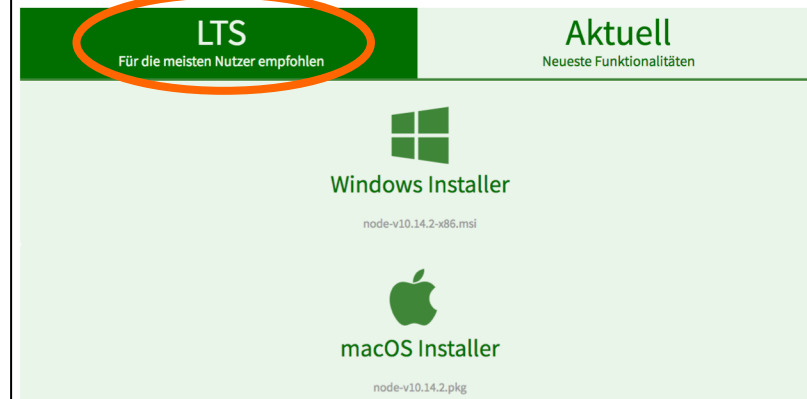 LTS
Für die meisten Nutzer empfohlen
Aktuell
Neueste Funktionalitäten
Windows Installer
node-v10.14.2-x86.msi
macOS Installer
node-v10.14.2.pkg